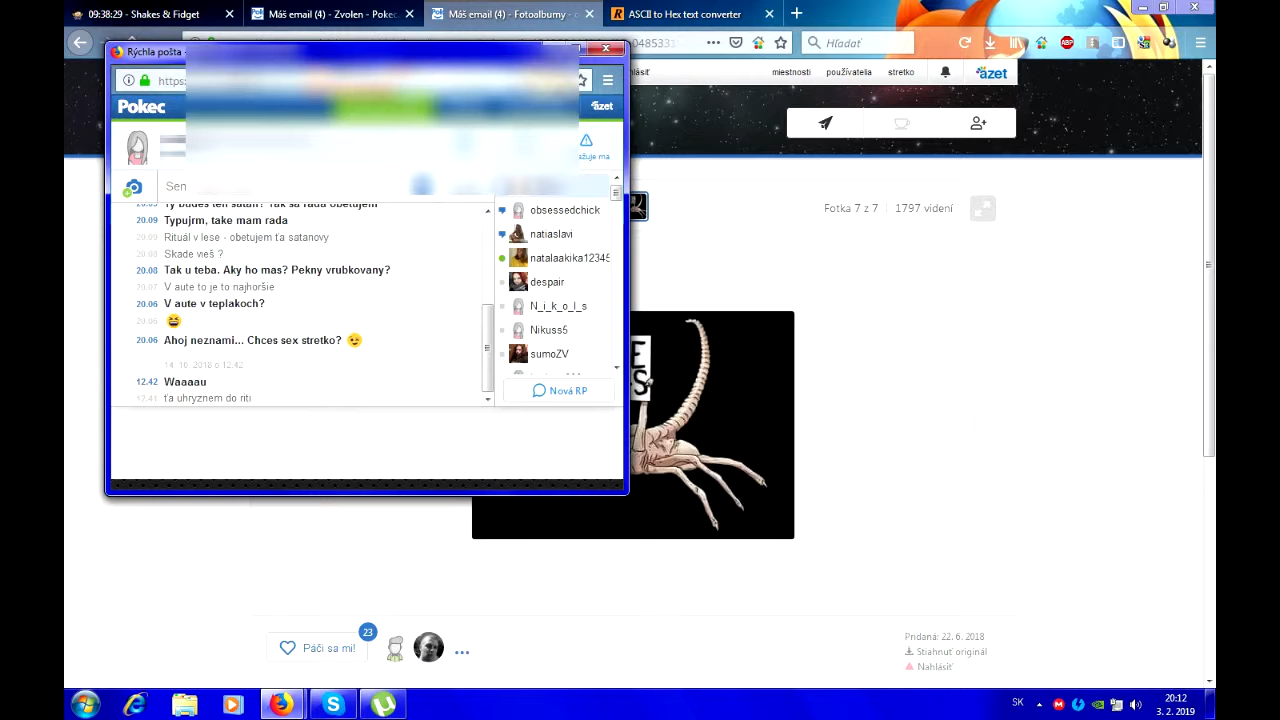 09:38:29 - Shakes & Fidget
Máš email (4) - Zvolen - Pokec
Máš email (4) - Fotoalbumy -
ASCII to Hex text converter
Rýchla pošta -
048533
Hľadať
https:
hlásiť
miestnosti
používatelia
stretko
azet
Pokec
azet
ažuje ma
Sen
Fotka 7 z 7
1797 videní
Ty budeš ten satan? Tak sa rada obetujem
20.09 Typujrm, take mam rada
20.09 Rituál v lese - obetujem ťa satanovy
20.08 Skade vieš ?
20.08 Tak u teba. Aky ho mas? Pekny vrubkovany?
20.07 V aute to je to najhoršie
20.06 V aute v teplakoch?
20.06 😆
20.06 Ahoj neznami... Chces sex stretko? 😉
14. 10. 2018 o 12.42
12.42 Waaaau
12.41 ťa uhryznem do riti
obsessedchick
natiaslavi
natalaakika12345
despair
N_i_k_o_l_s
Nikuss5
sumoZV
Nová RP
23
Páči sa mi!
Pridaná: 22. 6. 2018
Stiahnuť originál
Nahlásiť
SK
20:12
3. 2. 2019